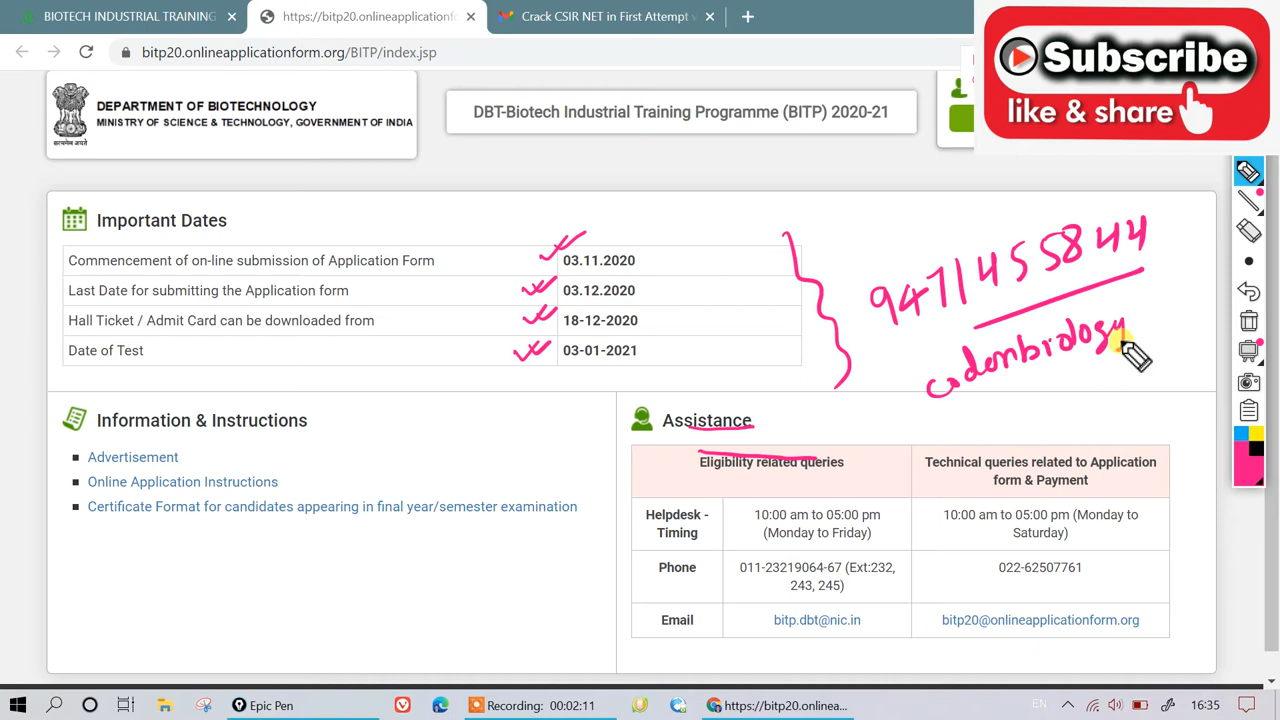 BIOTECH INDUSTRIAL TRAINING
https://bitp20.onlineapplicationf
Crack CSIR NET in First Attempt
bitp20.onlineapplicationform.org/BITP/index.jsp
Subscribe
like & share
DEPARTMENT OF BIOTECHNOLOGY
MINISTRY OF SCIENCE & TECHNOLOGY, GOVERNMENT OF INDIA
सत्यमेव जयते
DBT-Biotech Industrial Training Programme (BITP) 2020-21
Important Dates
Commencement of on-line submission of Application Form 03.11.2020
Last Date for submitting the Application form 03.12.2020
Hall Ticket / Admit Card can be downloaded from 18-12-2020
Date of Test 03-01-2021
9471455844
codonbiology
Information & Instructions
Advertisement
Online Application Instructions
Certificate Format for candidates appearing in final year/semester examination
Assistance
Eligibility related queries
Technical queries related to Application
form & Payment
Helpdesk -
Timing
10:00 am to 05:00 pm
(Monday to Friday)
10:00 am to 05:00 pm (Monday to
Saturday)
Phone
011-23219064-67 (Ext:232,
243, 245)
022-62507761
Email
bitp.dbt@nic.in
bitp20@onlineapplicationform.org
Epic Pen
Recording: 00:02:11
https://bitp20.onlinea...
EN
16:35